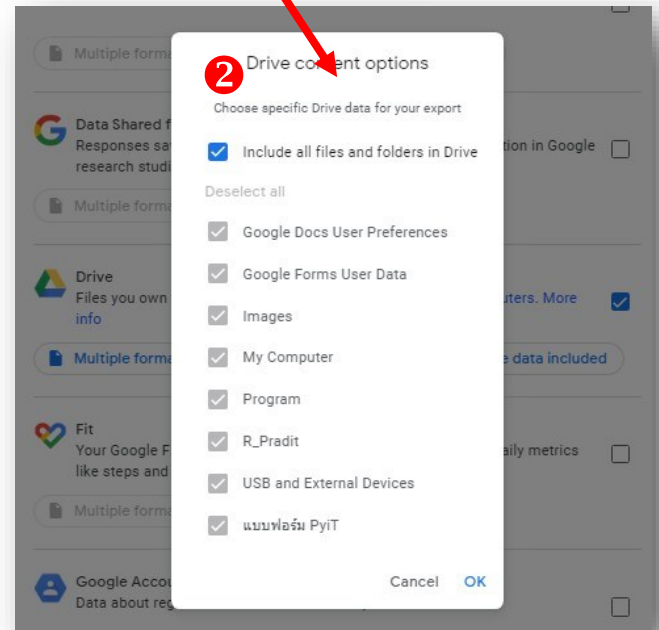 Multiple forma
2
Drive content options
Choose specific Drive data for your export
Data Shared f
Responses sa
tion in Google
research studi
Include all files and folders in Drive
Deselect all
Multiple forma
Google Docs User Preferences
Google Forms User Data
Drive
Files you own
uters. More
info
Images
My Computer
Multiple forma
e data included
Program
Fit
Your Google F
aily metrics
like steps and
R_Pradit
USB and External Devices
Multiple forma
แบบฟอร์ม PyiT
Google Accou
Data about reg
Cancel OK